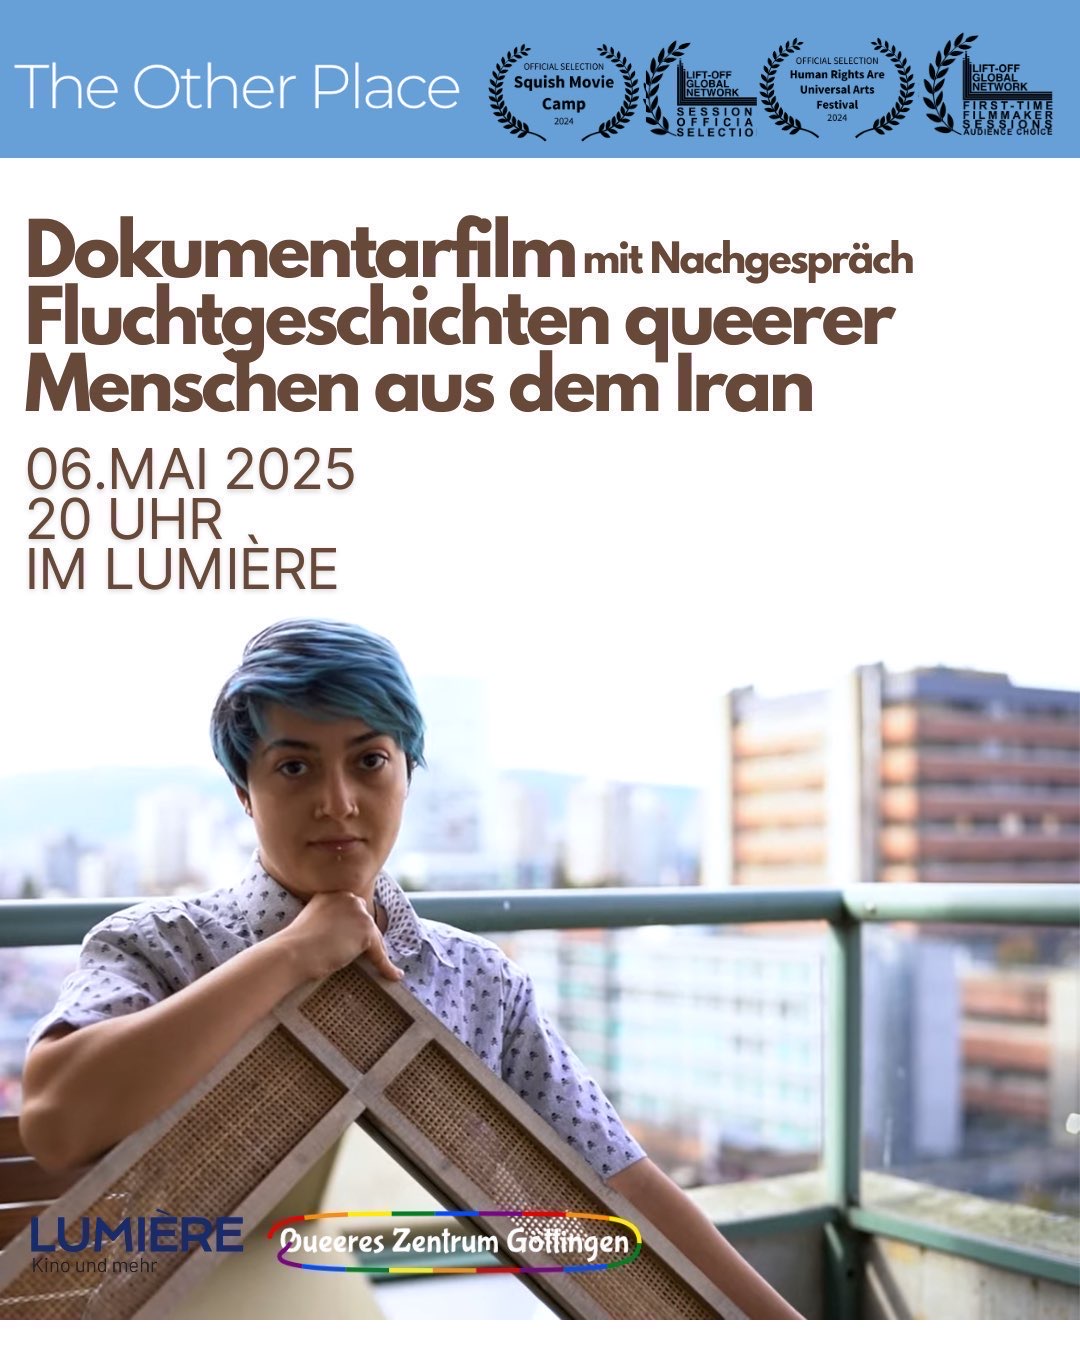 The Other Place
OFFICIAL SELECTION
Squish Movie
Camp
2024
LIFT-OFF
GLOBAL
NETWORK
SESSION
OFFICIA
SELECTIO
OFFICIAL SELECTION
Human Rights Are
Universal Arts
Festival
2024
LIFT-OFF
GLOBAL
NETWORK
FIRST-TIME
FILMMAKER
SESSIONS
AUDIENCE CHOICE
Dokumentarfilm mit Nachgespräch
Fluchtgeschichten queerer
Menschen aus dem Iran
06.MAI 2025
20 UHR
IM LUMIÈRE
LUMIÈRE
Kino und mehr
Queeres Zentrum Göttingen